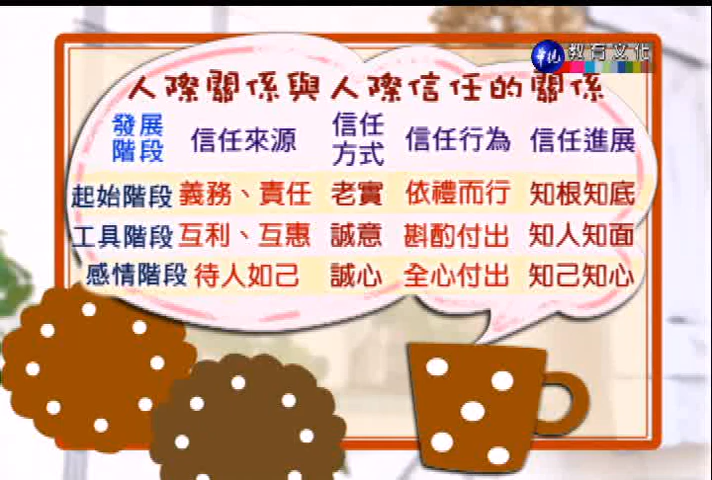 華視 教育文化
人際關係與人際信任的關係
發展階段 信任來源 信任方式 信任行為 信任進展
起始階段 義務、責任 老實 依禮而行 知根知底
工具階段 互利、互惠 誠意 斟酌付出 知人知面
感情階段 待人如己 誠心 全心付出 知己知心